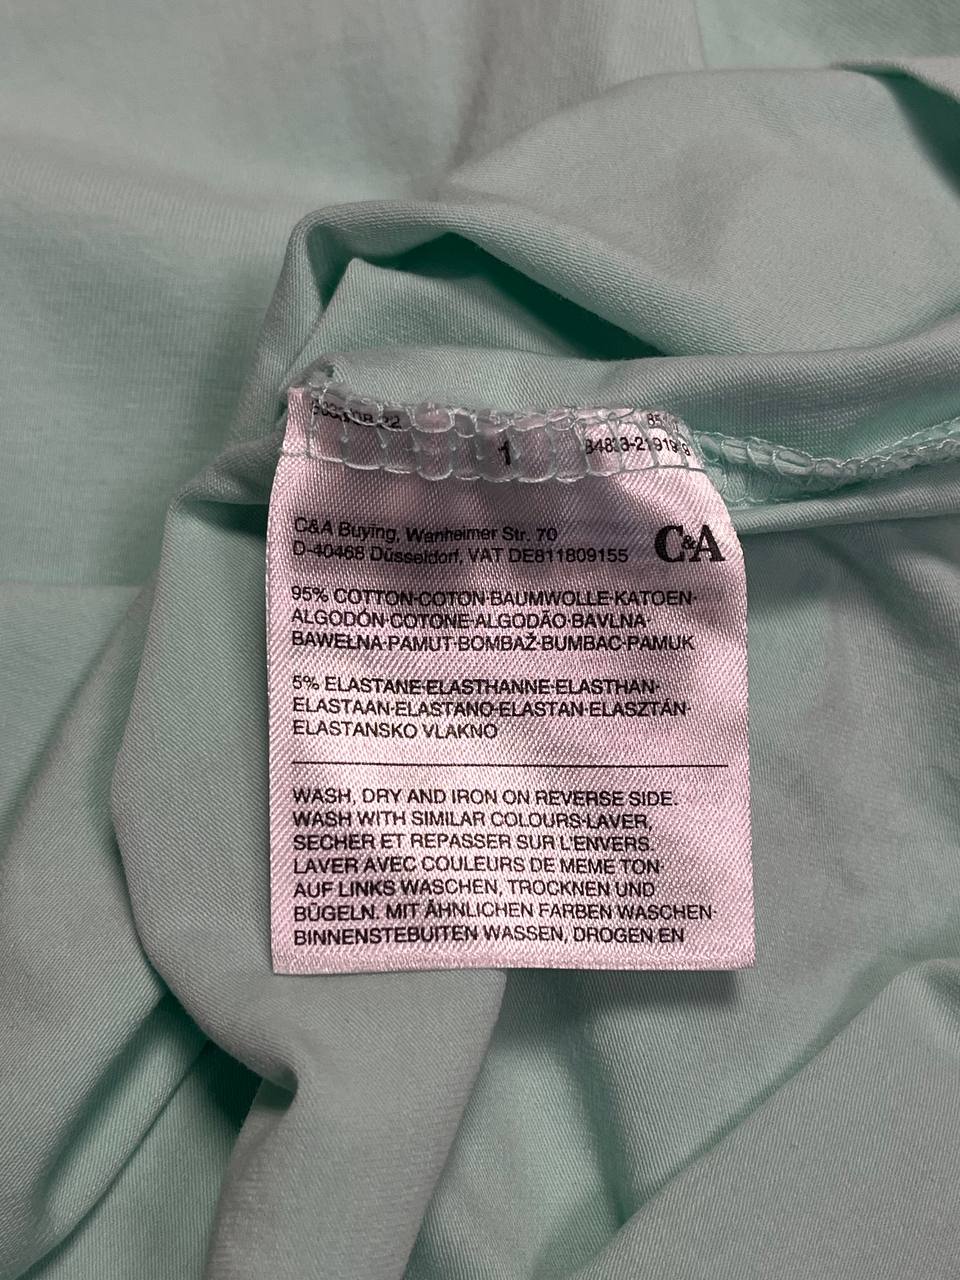 1
C&A Buying, Wanheimer Str. 70
D-40468 Düsseldorf, VAT DE811809155
C&A
95% COTTON·COTON·BAUMWOLLE·KATOEN·
ALGODÓN·COTONE·ALGODÃO·BAVLNA·
BAWEŁNA·PAMUT·BOMBAŽ·BUMBAC·PAMUK
5% ELASTANE·ELASTHANNE·ELASTHAN·
ELASTAAN·ELASTANO·ELASTAN·ELASZTÁN·
ELASTANSKO VLAKNO
WASH, DRY AND IRON ON REVERSE SIDE.
WASH WITH SIMILAR COLOURS·LAVER,
SECHER ET REPASSER SUR L'ENVERS.
LAVER AVEC COULEURS DE MEME TON·
AUF LINKS WASCHEN, TROCKNEN UND
BÜGELN. MIT ÄHNLICHEN FARBEN WASCHEN·
BINNENSTEBUITEN WASSEN, DROGEN EN